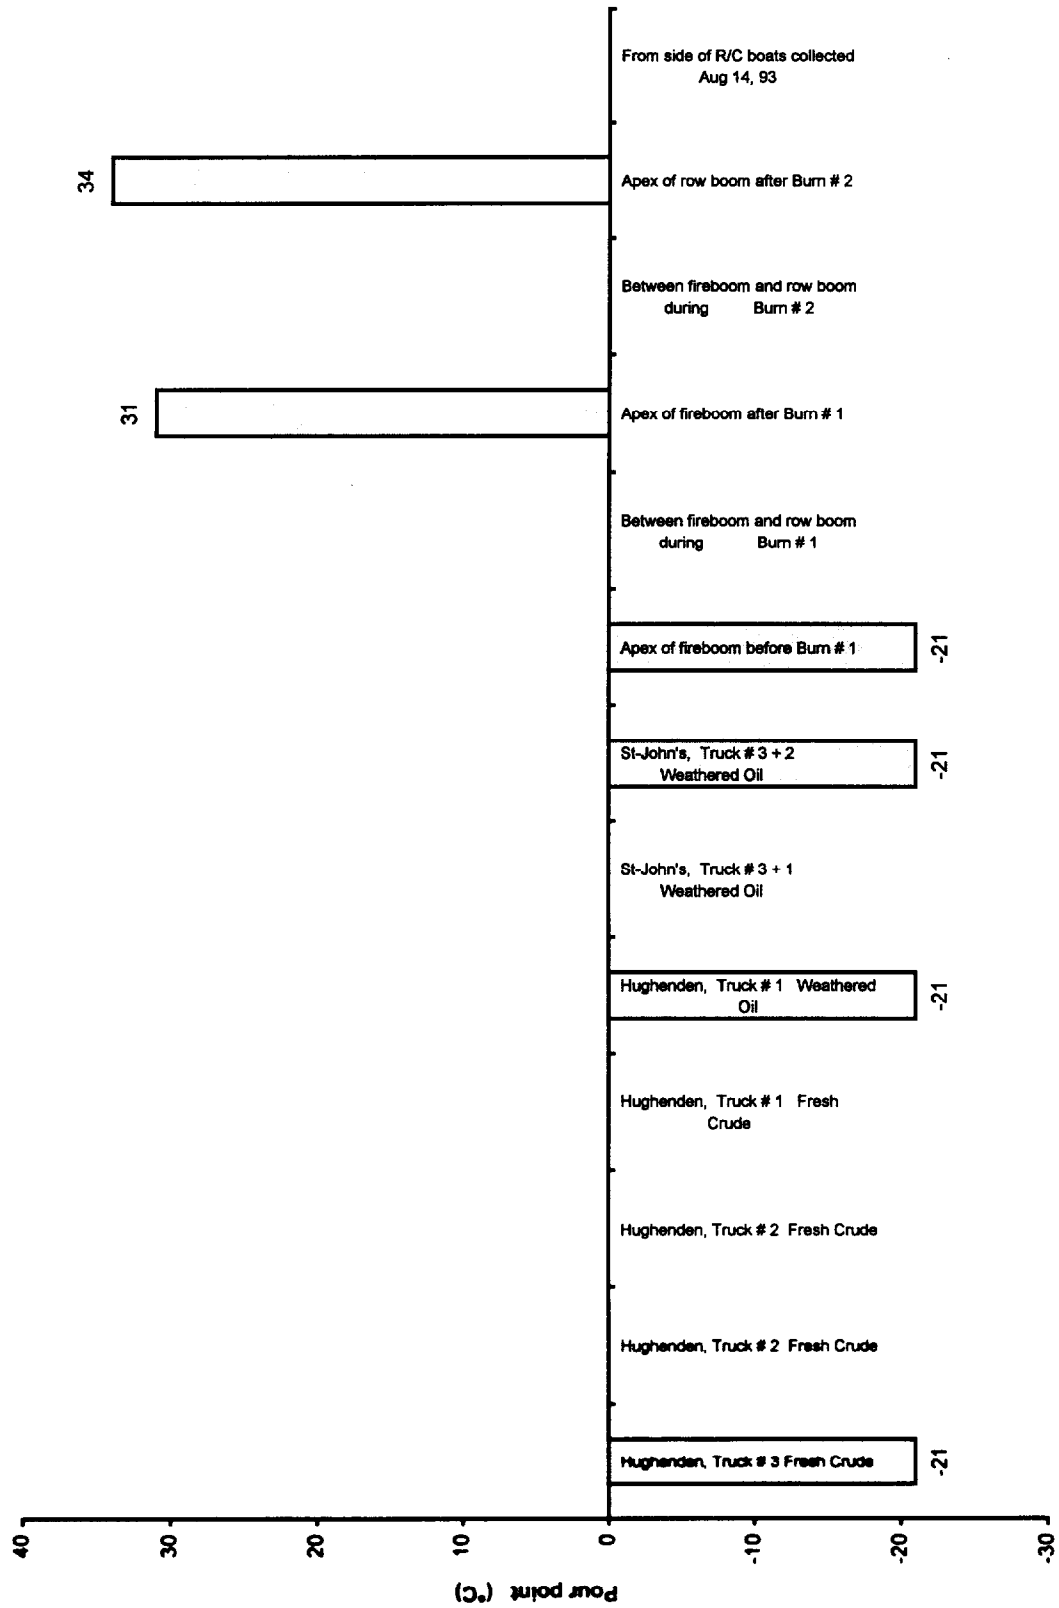 Pour point (°C)
40
30
20
10
0
-10
-20
-30
Hughenden, Truck # 3 Fresh Crude
-21
Hughenden, Truck # 2 Fresh Crude
Hughenden, Truck # 2 Fresh Crude
Hughenden, Truck # 1 Fresh
Crude
Hughenden, Truck # 1 Weathered
Oil
-21
St-John's, Truck # 3 + 1
Weathered Oil
St-John's, Truck # 3 + 2
Weathered Oil
-21
Apex of fireboom before Burn # 1
-21
Between fireboom and row boom
during Burn # 1
Apex of fireboom after Burn # 1
31
Between fireboom and row boom
during Burn # 2
Apex of row boom after Burn # 2
34
From side of R/C boats collected
Aug 14, 93